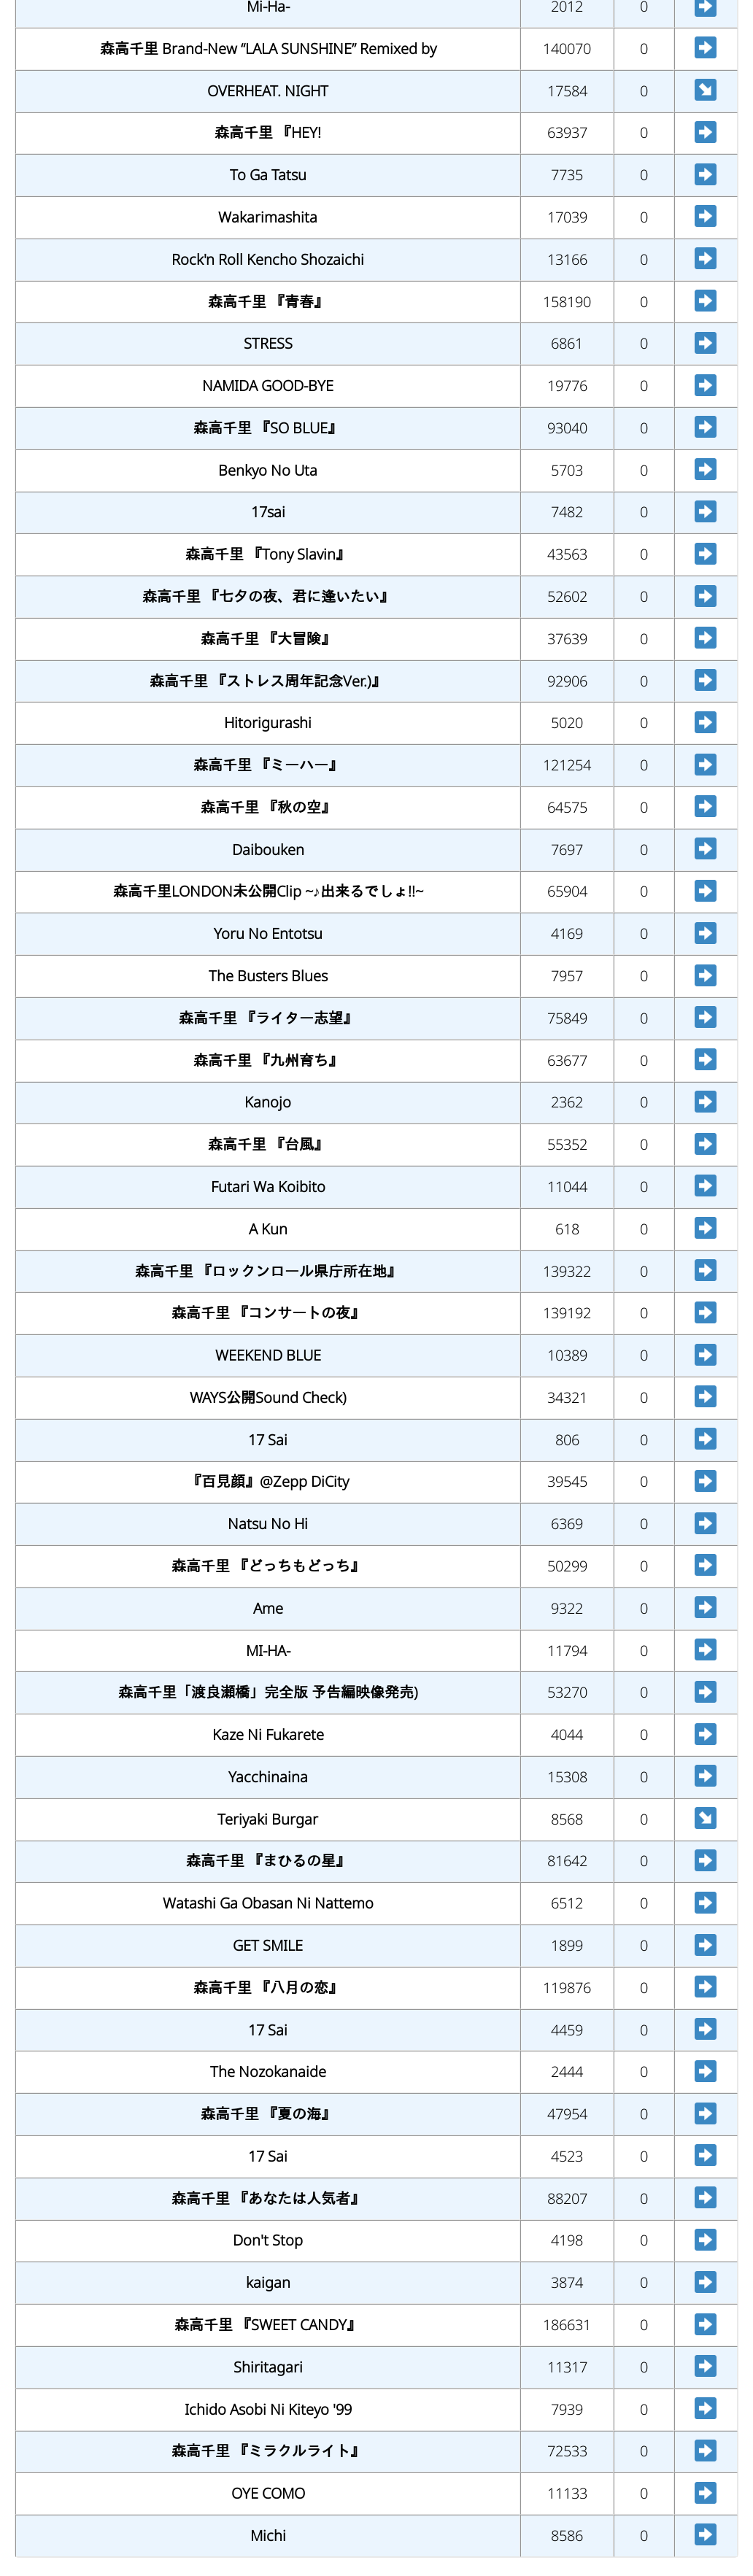 Mi-Ha- 2012 0
森高千里 Brand-New “LALA SUNSHINE” Remixed by 140070 0
OVERHEAT. NIGHT 17584 0
森高千里 『HEY! 63937 0
To Ga Tatsu 7735 0
Wakarimashita 17039 0
Rock'n Roll Kencho Shozaichi 13166 0
森高千里 『青春』 158190 0
STRESS 6861 0
NAMIDA GOOD-BYE 19776 0
森高千里 『SO BLUE』 93040 0
Benkyo No Uta 5703 0
17sai 7482 0
森高千里 『Tony Slavin』 43563 0
森高千里 『七夕の夜、君に逢いたい』 52602 0
森高千里 『大冒険』 37639 0
森高千里 『ストレス周年記念Ver.)』 92906 0
Hitorigurashi 5020 0
森高千里 『ミーハー』 121254 0
森高千里 『秋の空』 64575 0
Daibouken 7697 0
森高千里LONDON未公開Clip ~♪出来るでしょ!!~ 65904 0
Yoru No Entotsu 4169 0
The Busters Blues 7957 0
森高千里 『ライター志望』 75849 0
森高千里 『九州育ち』 63677 0
Kanojo 2362 0
森高千里 『台風』 55352 0
Futari Wa Koibito 11044 0
A Kun 618 0
森高千里 『ロックンロール県庁所在地』 139322 0
森高千里 『コンサートの夜』 139192 0
WEEKEND BLUE 10389 0
WAYS公開Sound Check) 34321 0
17 Sai 806 0
『百見顔』@Zepp DiCity 39545 0
Natsu No Hi 6369 0
森高千里 『どっちもどっち』 50299 0
Ame 9322 0
MI-HA- 11794 0
森高千里「渡良瀬橋」完全版 予告編映像発売) 53270 0
Kaze Ni Fukarete 4044 0
Yacchinaina 15308 0
Teriyaki Burgar 8568 0
森高千里 『まひるの星』 81642 0
Watashi Ga Obasan Ni Nattemo 6512 0
GET SMILE 1899 0
森高千里 『八月の恋』 119876 0
17 Sai 4459 0
The Nozokanaide 2444 0
森高千里 『夏の海』 47954 0
17 Sai 4523 0
森高千里 『あなたは人気者』 88207 0
Don't Stop 4198 0
kaigan 3874 0
森高千里 『SWEET CANDY』 186631 0
Shiritagari 11317 0
Ichido Asobi Ni Kiteyo '99 7939 0
森高千里 『ミラクルライト』 72533 0
OYE COMO 11133 0
Michi 8586 0